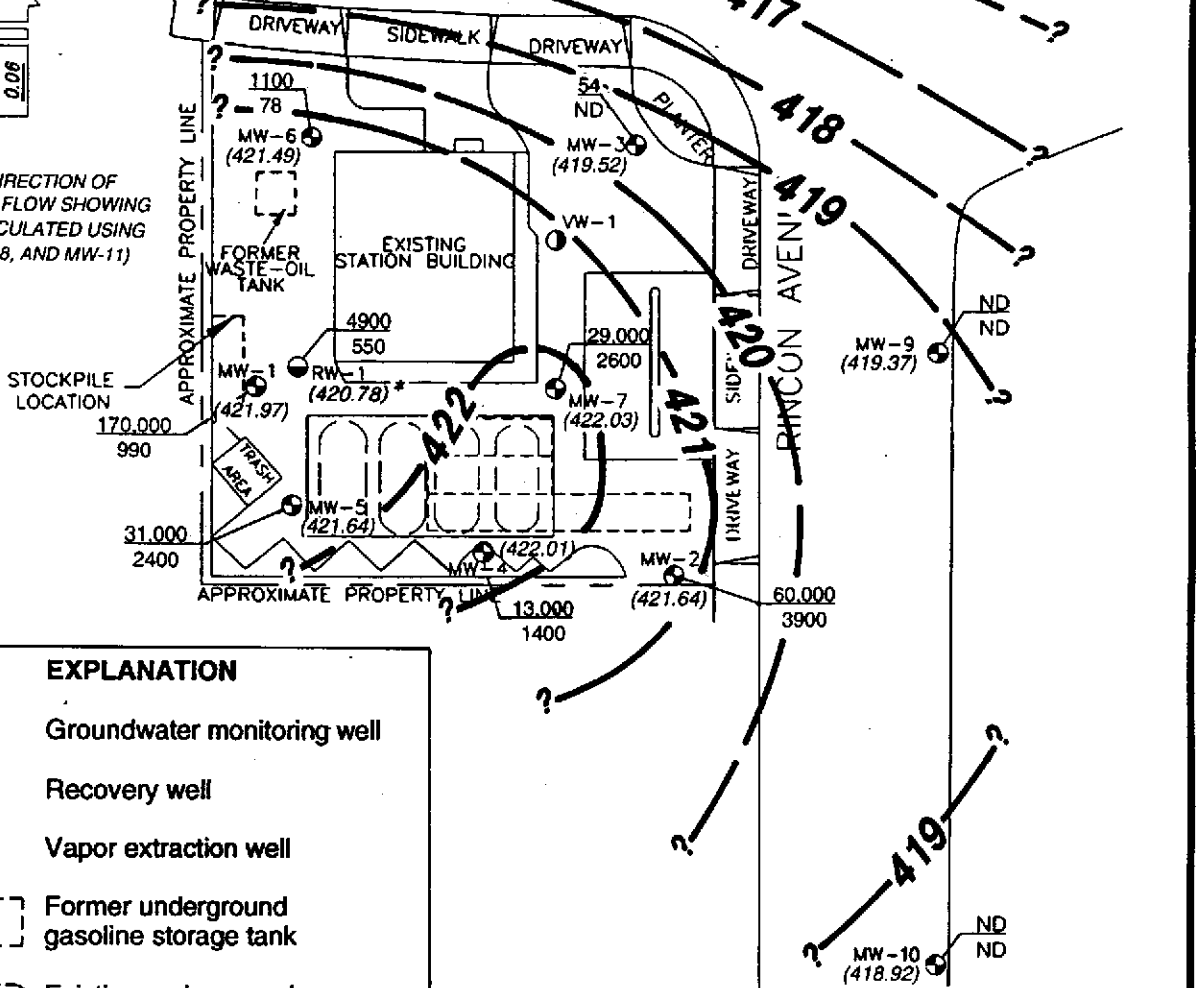 0.06
?
DRIVEWAY
SIDEWALK
DRIVEWAY
417
?
?
?
1100
78
MW-6
(421.49)
54
ND
MW-3
(419.52)
PLANTER
418
?
419
?
DRIVEWAY
RINCON AVEN'
APPROXIMATE PROPERTY LINE
IRECTION OF
FLOW SHOWING
CULATED USING
8, AND MW-11)
FORMER
WASTE-OIL
TANK
EXISTING
STATION BUILDING
VW-1
420
SIDE
421
DRIVEWAY
STOCKPILE
LOCATION
MW-1
(421.97)
170.000
990
4900
550
RW-1
(420.78)*
29.000
2600
MW-7
(422.03)
422
ND
ND
MW-9
(419.37)
?
TRASH
AREA
MW-5
(421.64)
31.000
2400
?
(422.01)
MW-4
MW-2
(421.64)
APPROXIMATE PROPERTY LINE
?
13.000
1400
60.000
3900
?
?
?
419
?
ND
ND
MW-10
(418.92)
EXPLANATION
Groundwater monitoring well
Recovery well
Vapor extraction well
Former underground
gasoline storage tank